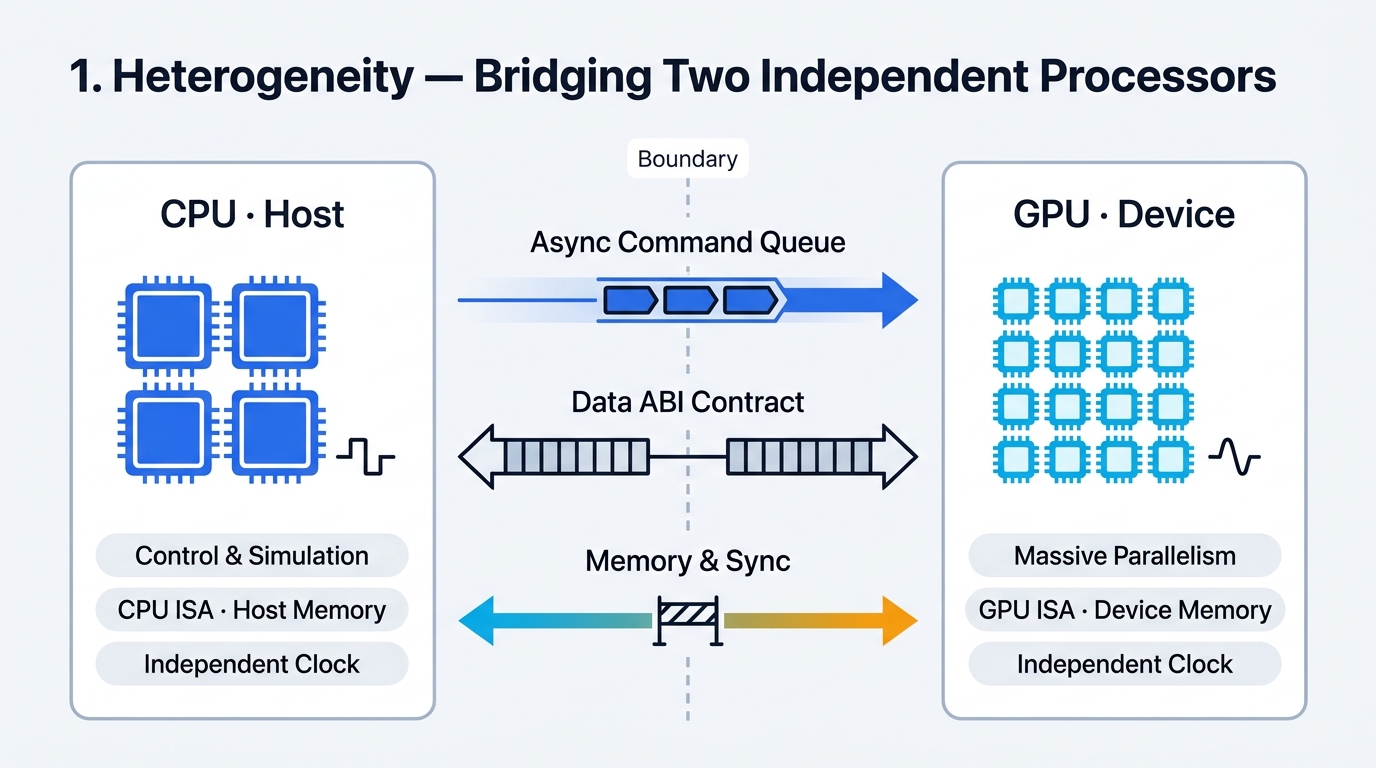 1. Heterogeneity — Bridging Two Independent Processors
Boundary
CPU · Host
Control & Simulation
CPU ISA · Host Memory
Independent Clock
Async Command Queue
Data ABI Contract
Memory & Sync
GPU · Device
Massive Parallelism
GPU ISA · Device Memory
Independent Clock